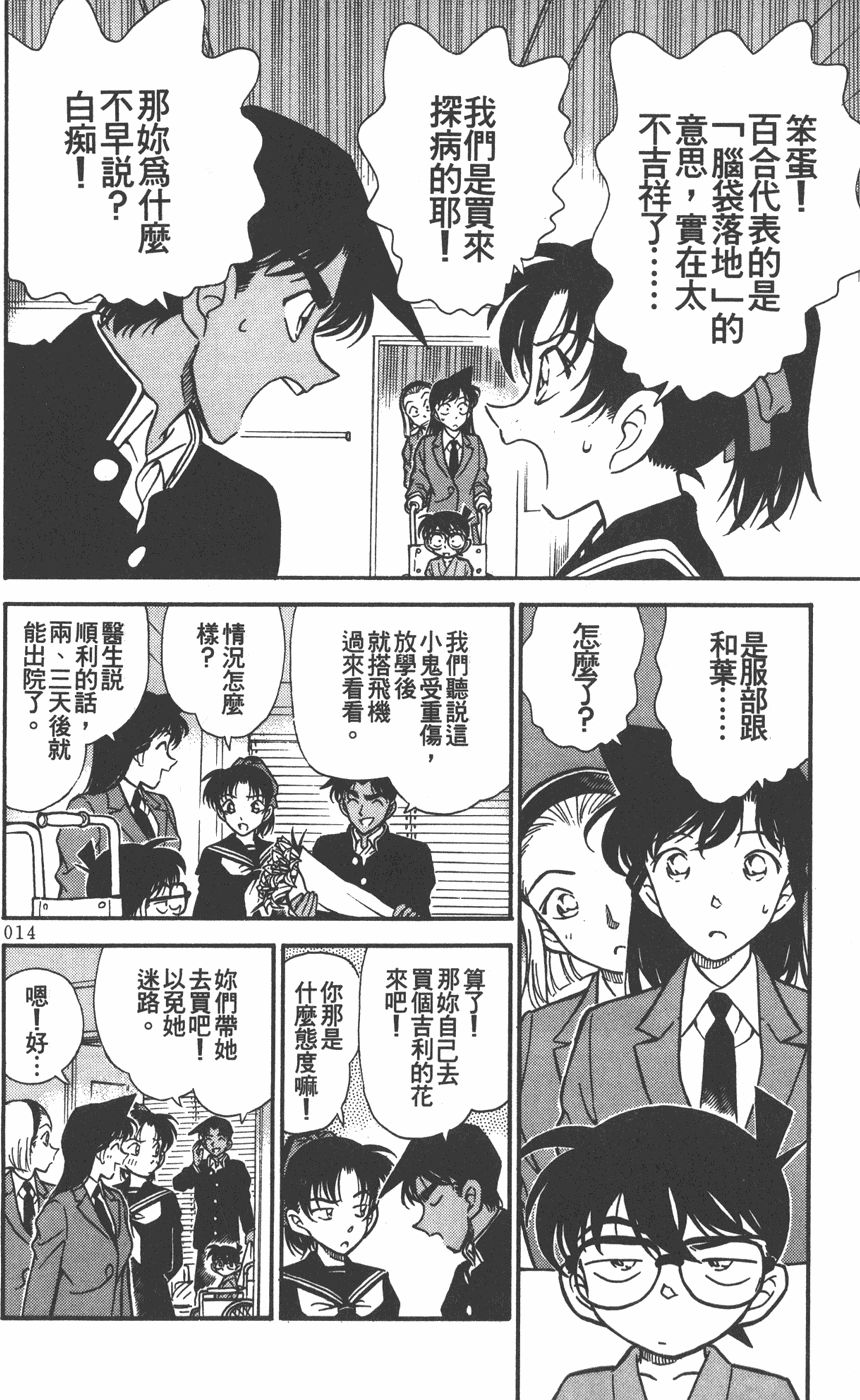 笨蛋！
百合代表的是
「腦袋落地」的
意思，實在太
不吉祥了……
我們是買來
探病的耶！
那妳爲什麼
不早説？
白痴！
是服部跟
和葉……
怎麼了？
我們聽説這
小鬼受重傷，
放學後
就搭飛機
過來看看。
情況怎麼
樣？
醫生説
順利的話，
兩、三天後就
能出院了。
014
算了！
那妳自己去
買個吉利的花
來吧！
你那是
什麼態度嘛！
妳們帶她
去買吧！
以免她
迷路。
嗯！好…